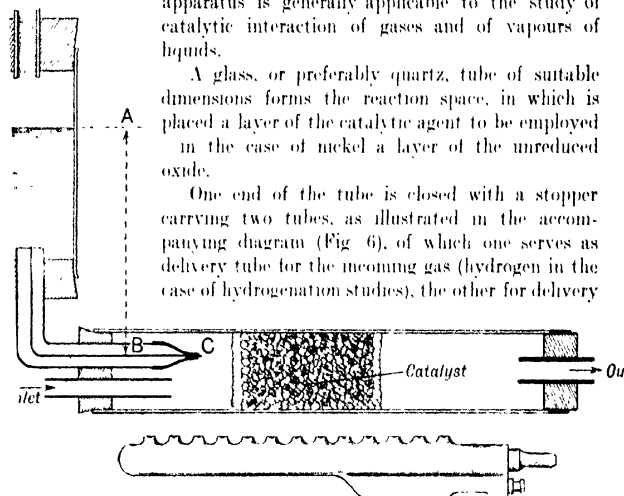 apparatus is generally applicable to the study of
catalytic interaction of gases and of vapours of
liquids.
A glass, or preferably quartz, tube of suitable
dimensions forms the reaction space, in which is
placed a layer of the catalytic agent to be employed
in the case of nickel a layer of the unreduced
oxide.
One end of the tube is closed with a stopper
carrying two tubes, as illustrated in the accom-
panying diagram (Fig 6), of which one serves as
delivery tube for the incoming gas (hydrogen in the
case of hydrogenation studies), the other for delivery
A
B
C
Catalyst
nlet
Ou